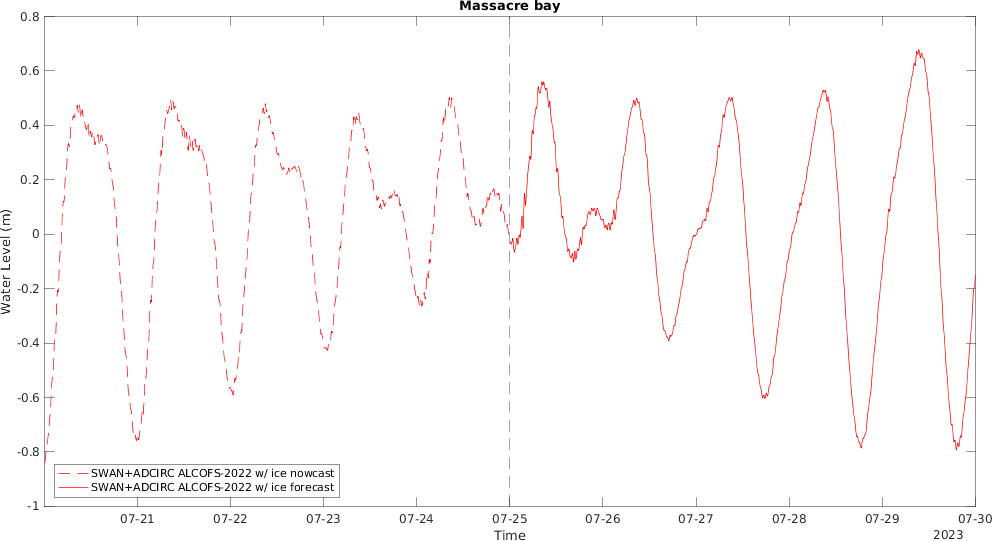 Massacre bay
0.8
0.6
0.4
0.2
0
-0.2
-0.4
-0.6
-0.8
-1
Water Level (m)
SWAN+ADCIRC ALCOFS-2022 w/ ice nowcast
SWAN+ADCIRC ALCOFS-2022 w/ ice forecast
07-21 07-22 07-23 07-24 07-25 07-26 07-27 07-28 07-29 07-30
Time
2023